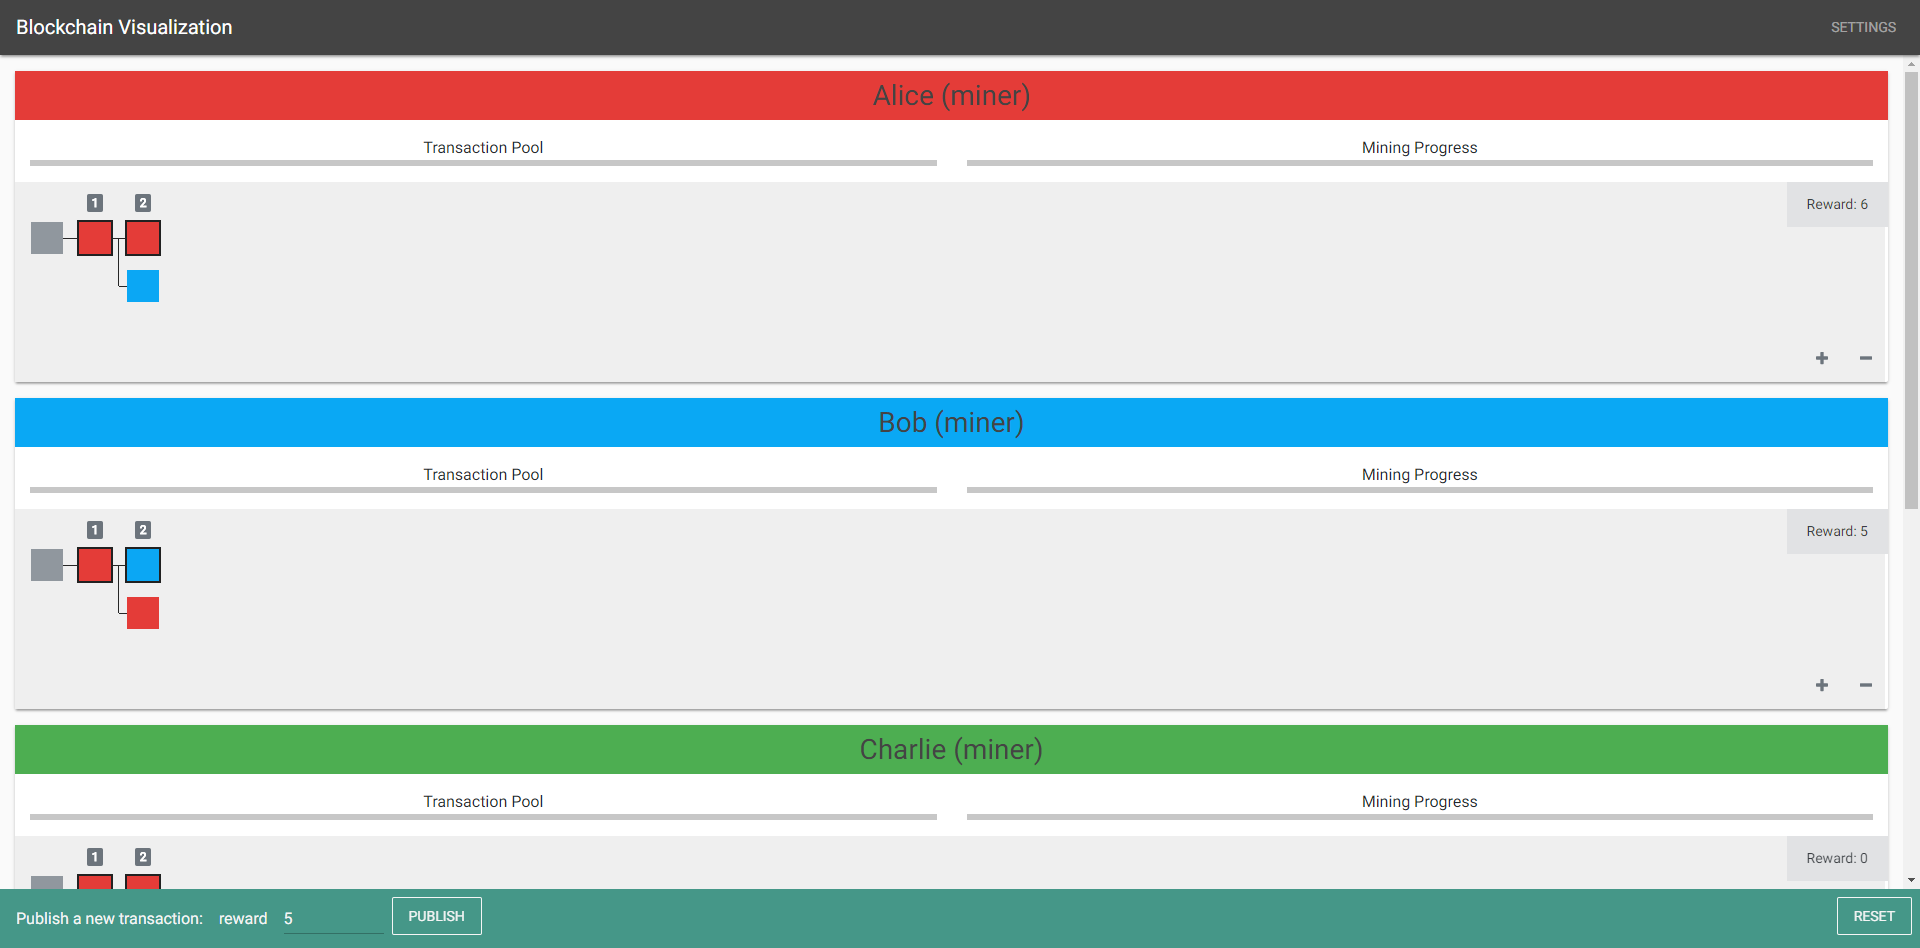 Blockchain Visualization
SETTINGS
Alice (miner)
Transaction Pool
Mining Progress
1 2
Reward: 6
+ −
Bob (miner)
Transaction Pool
Mining Progress
1 2
Reward: 5
+ −
Charlie (miner)
Transaction Pool
Mining Progress
1 2
Reward: 0
Publish a new transaction: reward 5 PUBLISH
RESET